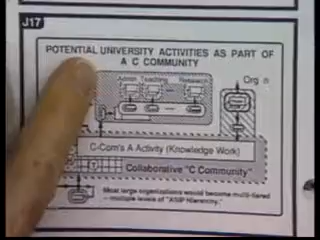 J17
POTENTIAL UNIVERSITY ACTIVITIES AS PART OF
A C COMMUNITY
Admin Teaching Research
Org n
C-Com's A Activity (Knowledge Work)
Collaborative "C Community"
Most large organizations would become multi-tiered
multiple levels of "ABC Hierarchy."